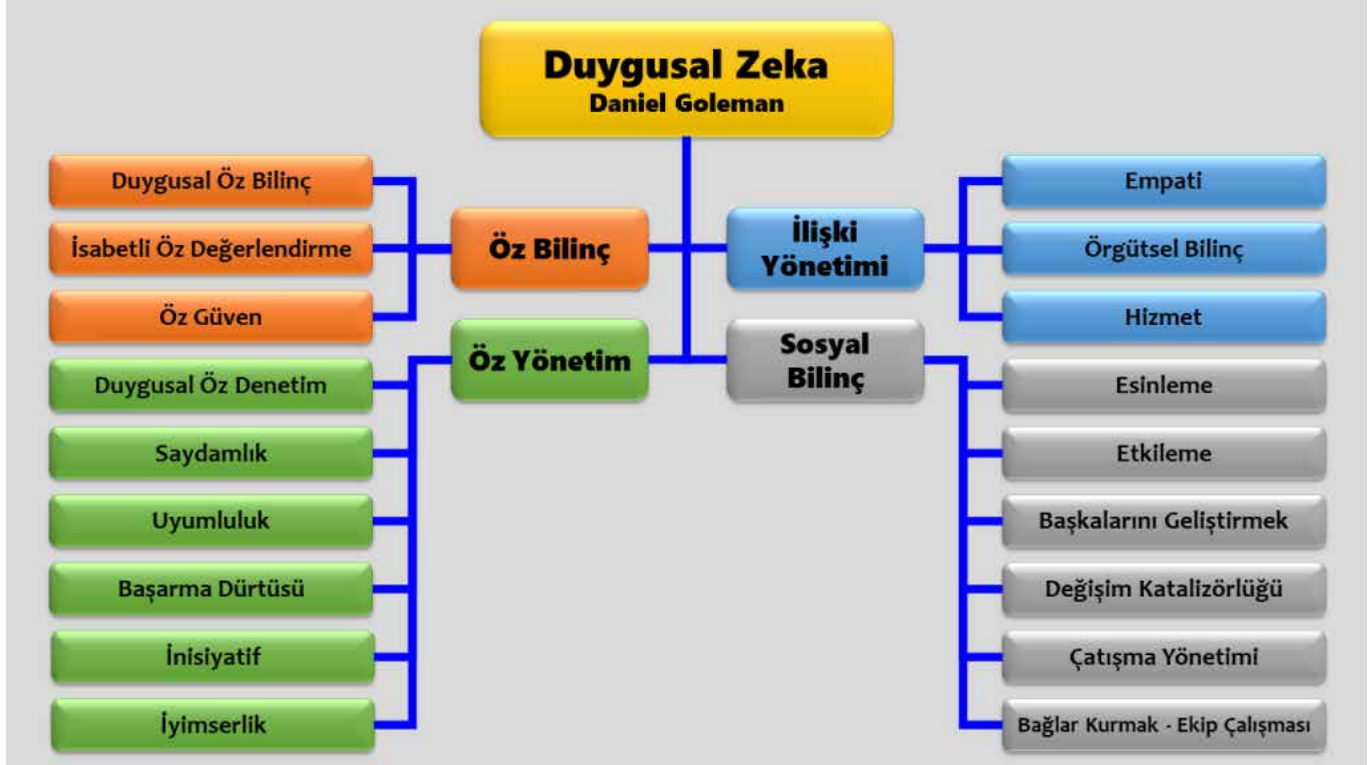 Duygusal Zeka
Daniel Goleman
Öz Bilinç
Duygusal Öz Bilinç
İsabetli Öz Değerlendirme
Öz Güven
Öz Yönetim
Duygusal Öz Denetim
Saydamlık
Uyumluluk
Başarma Dürtüsü
İnisiyatif
İyimserlik
İlişki
Yönetimi
Empati
Örgütsel Bilinç
Hizmet
Sosyal
Bilinç
Esinleme
Etkileme
Başkalarını Geliştirmek
Değişim Katalizörlüğü
Çatışma Yönetimi
Bağlar Kurmak - Ekip Çalışması